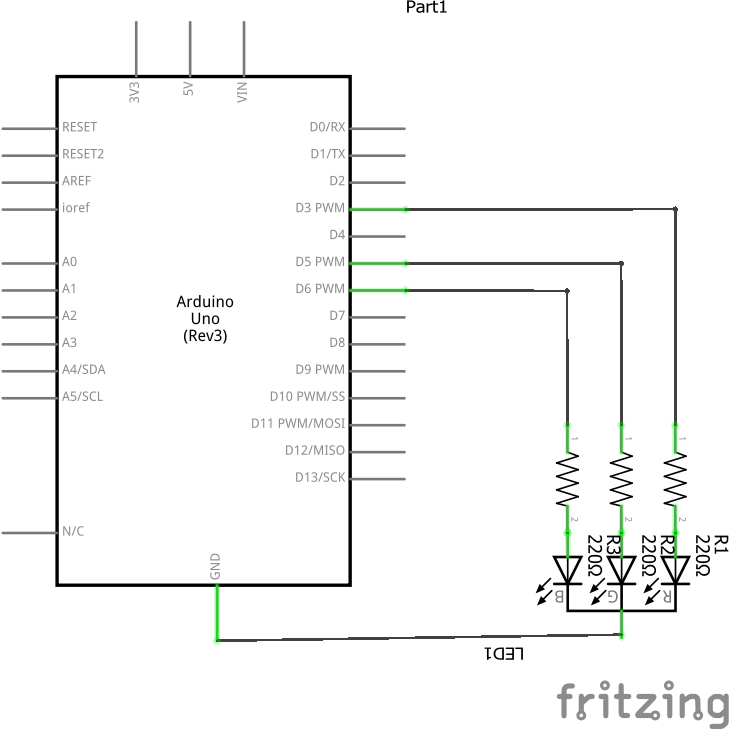 Part1
3V3
5V
VIN
RESET
RESET2
AREF
ioref
A0
A1
A2
A3
A4/SDA
A5/SCL
N/C
Arduino
Uno
(Rev3)
D0/RX
D1/TX
D2
D3 PWM
D4
D5 PWM
D6 PWM
D7
D8
D9 PWM
D10 PWM/SS
D11 PWM/MOSI
D12/MISO
D13/SCK
GND
1
1
1
2
2
2
R3
220Ω
R2
220Ω
R1
220Ω
B
G
R
LED1
fritzing